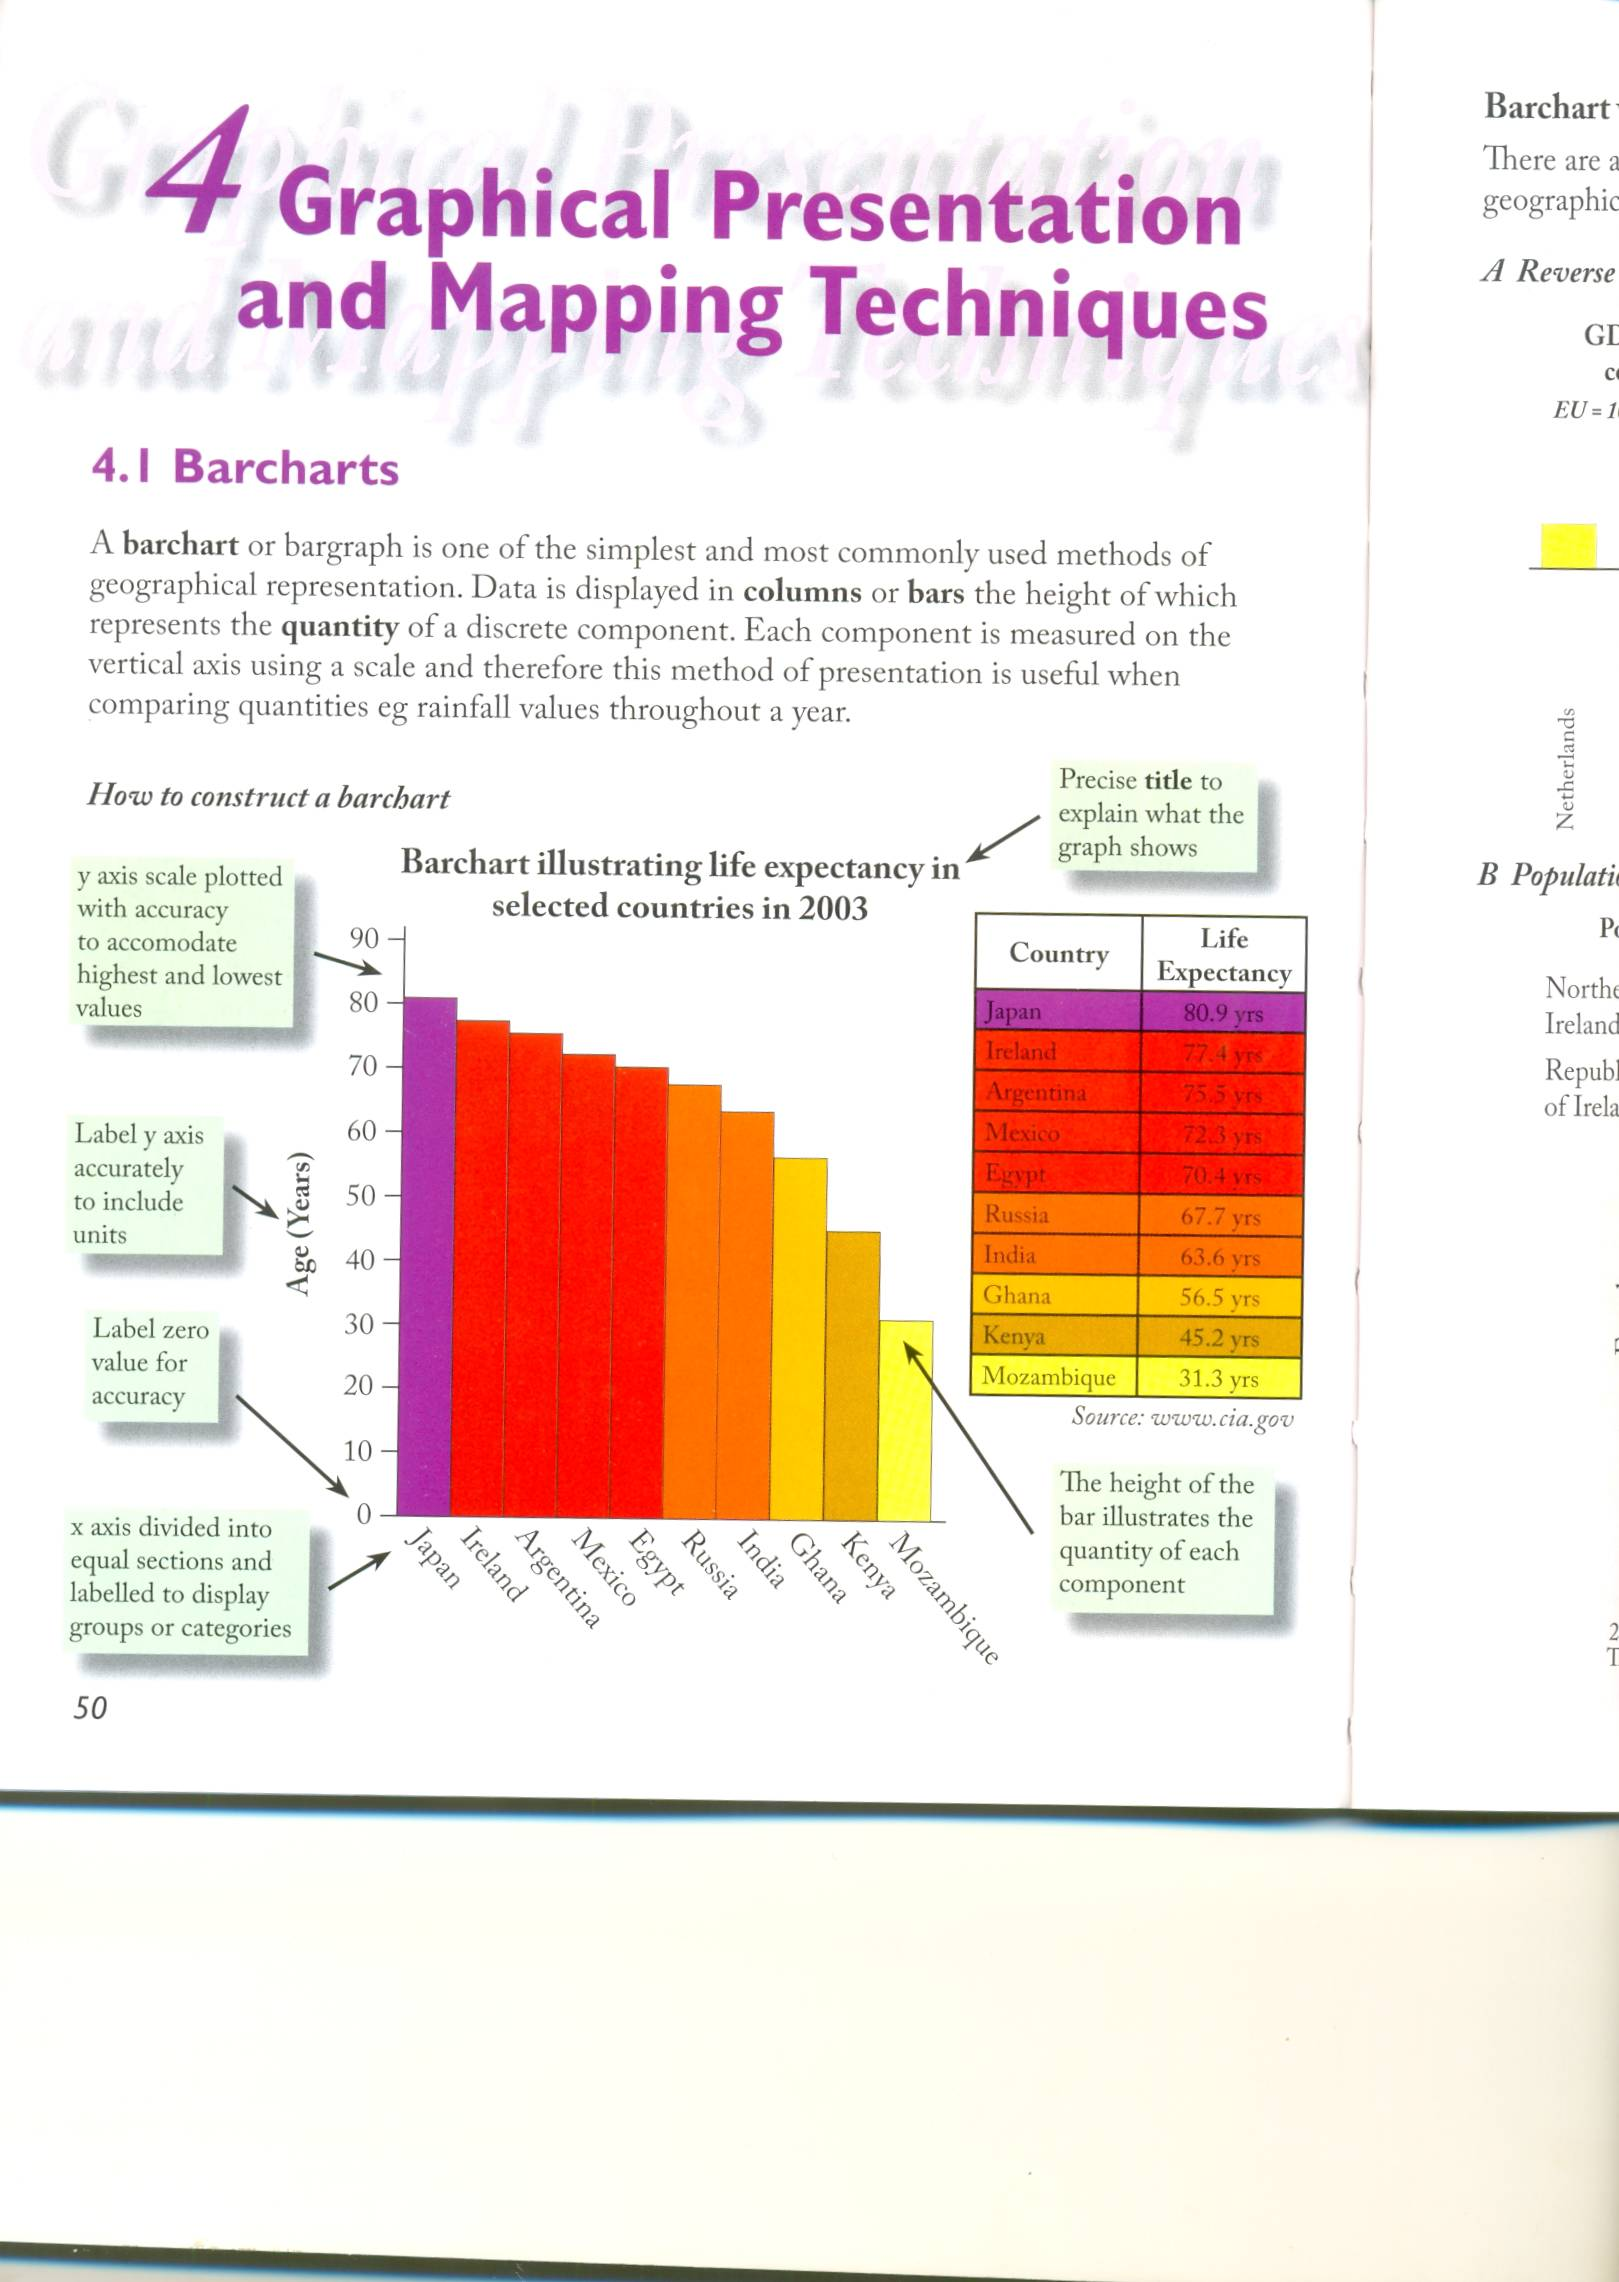 4 Graphical Presentation
and Mapping Techniques
4.1 Barcharts
A barchart or bargraph is one of the simplest and most commonly used methods of
geographical representation. Data is displayed in columns or bars the height of which
represents the quantity of a discrete component. Each component is measured on the
vertical axis using a scale and therefore this method of presentation is useful when
comparing quantities eg rainfall values throughout a year.
How to construct a barchart
Precise title to
explain what the
graph shows
y axis scale plotted
with accuracy
to accomodate
highest and lowest
values
Label y axis
accurately
to include
units
Label zero
value for
accuracy
x axis divided into
equal sections and
labelled to display
groups or categories
Barchart illustrating life expectancy in
selected countries in 2003
Age (Years)
90
80
70
60
50
40
30
20
10
0
Japan
Ireland
Argentina
Mexico
Egypt
Russia
India
Ghana
Kenya
Mozambique
Country Life Expectancy
Japan 80.9 yrs
Ireland 77.4 yrs
Argentina 75.5 yrs
Mexico 72.3 yrs
Egypt 70.4 yrs
Russia 67.7 yrs
India 63.6 yrs
Ghana 56.5 yrs
Kenya 45.2 yrs
Mozambique 31.3 yrs
Source: www.cia.gov
The height of the
bar illustrates the
quantity of each
component
50
Barchart
There are a
geographic
A Reverse
EU = 1
Netherlands
B Populati
Northe
Ireland
Republ
of Irela